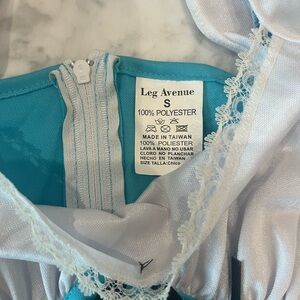 Leg Avenue
S
100% POLYESTER
MADE IN TAIWAN
100% POLIESTER
LAVA A MANO NO USAR
CLORO NO PLANCHAR
HECHO EN TAIWAN
SIZE TALLA:Chico